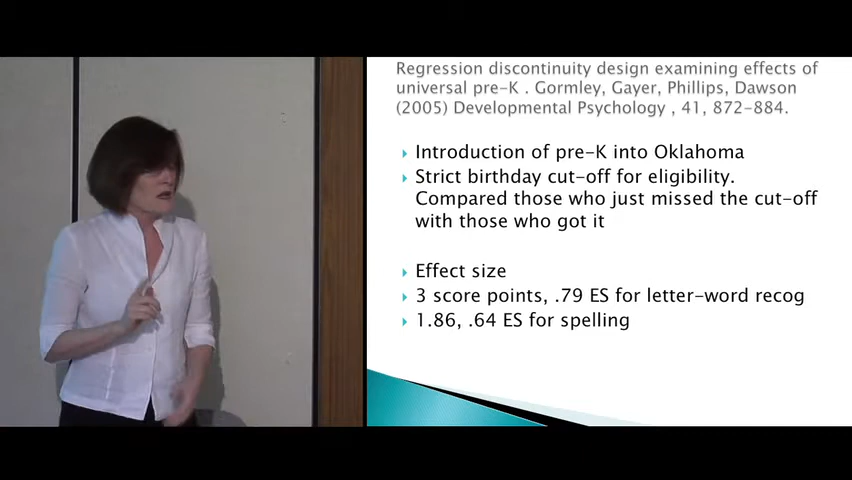 Regression discontinuity design examining effects of
universal pre-K . Gormley, Gayer, Phillips, Dawson
(2005) Developmental Psychology , 41, 872-884.
Introduction of pre-K into Oklahoma
Strict birthday cut-off for eligibility.
Compared those who just missed the cut-off
with those who got it
Effect size
3 score points, .79 ES for letter-word recog
1.86, .64 ES for spelling